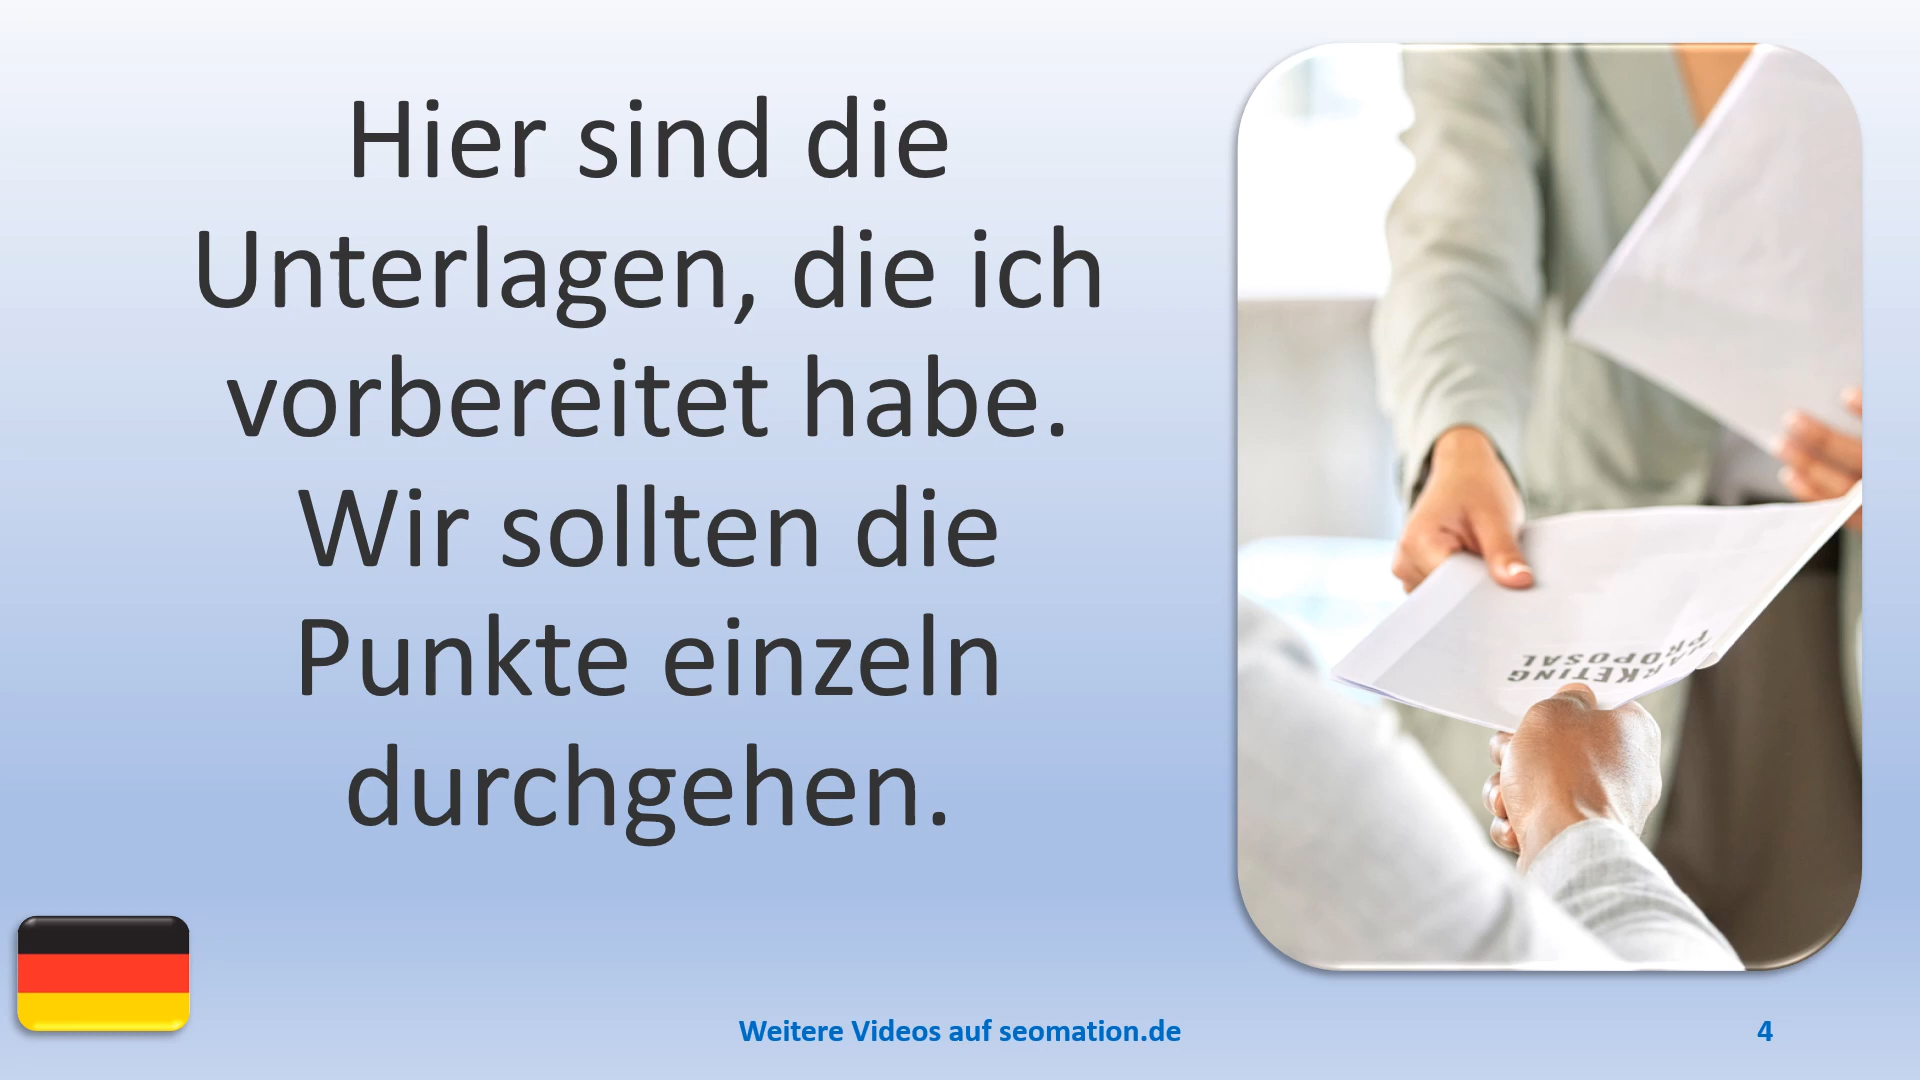 Hier sind die
Unterlagen, die ich
vorbereitet habe.
Wir sollten die
Punkte einzeln
durchgehen.
MARKETING
PROPOSAL
Weitere Videos auf seomation.de
4